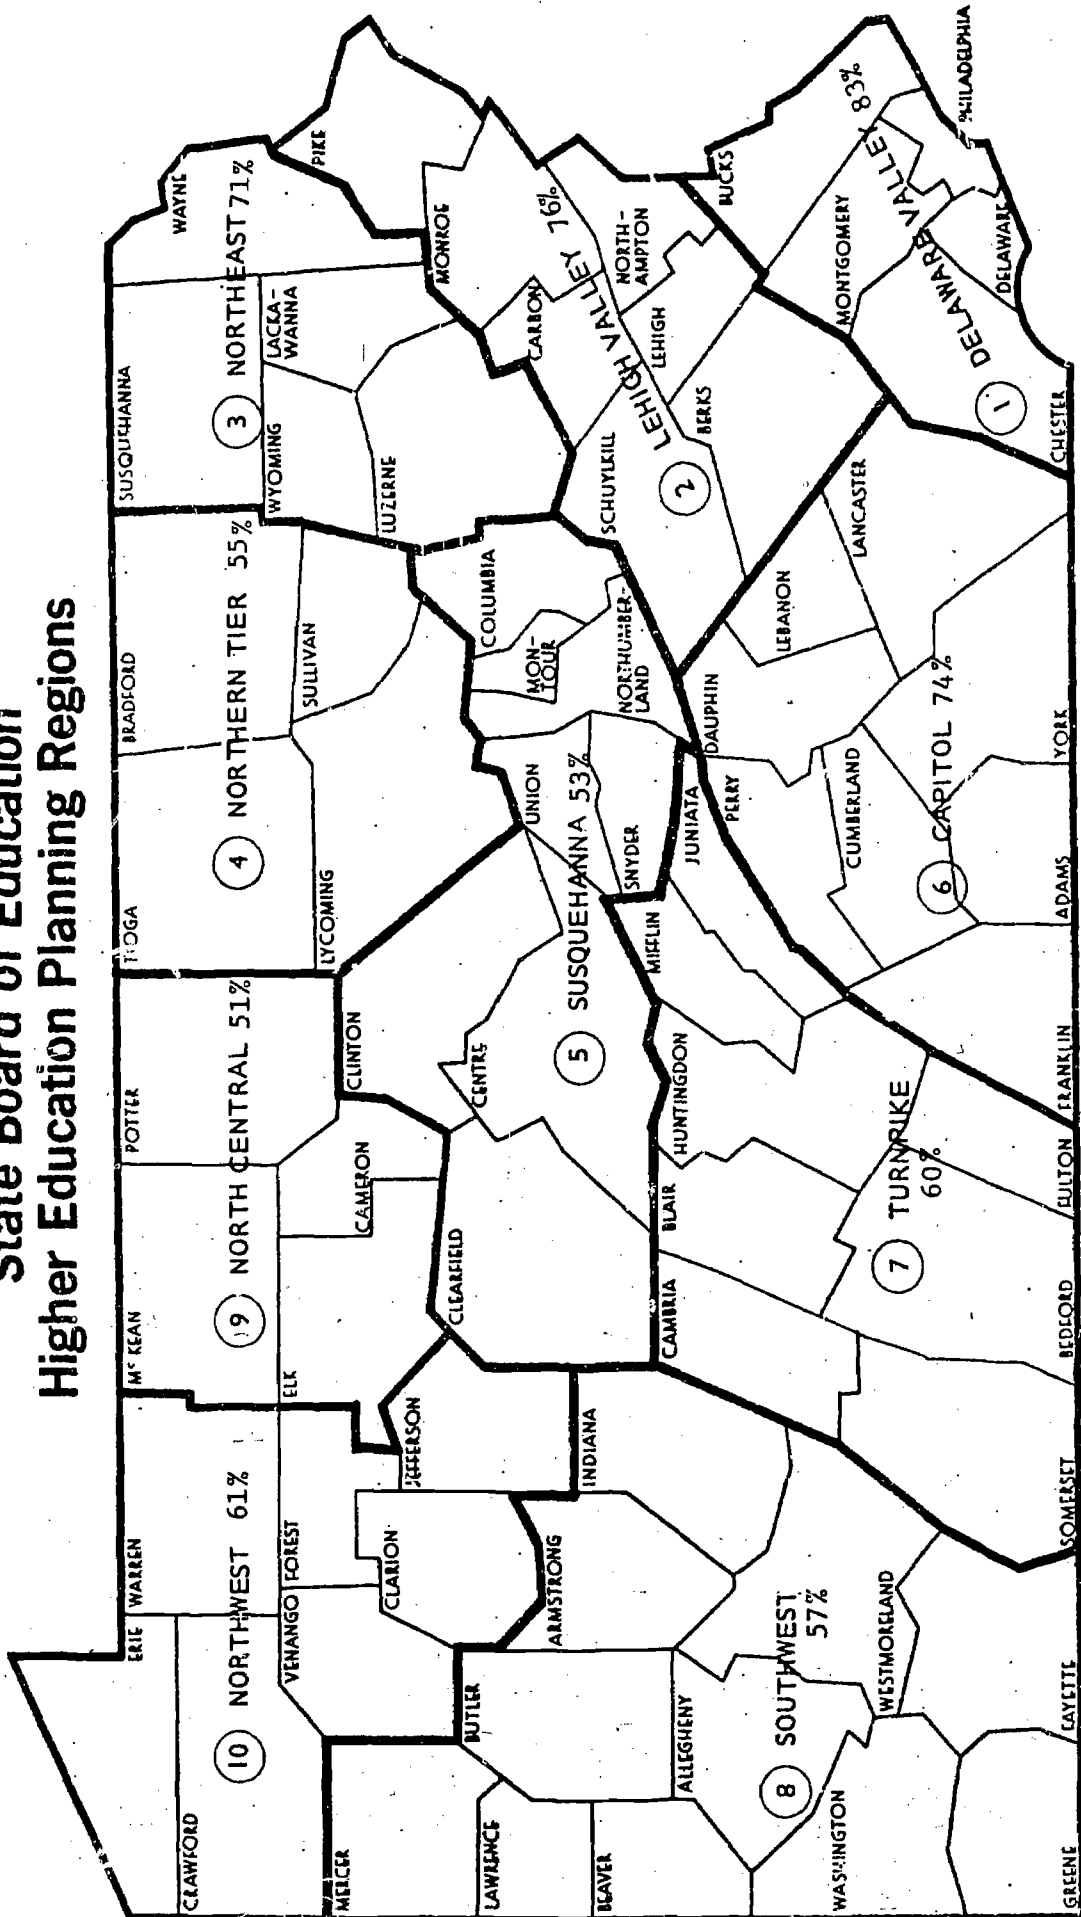 State Board of Education
Higher Education Planning Regions
ERIE
WARREN
MC KEAN
POTTER
TIOGA
BRADFORD
SUSQUEHANNA
WAYNE
CRAWFORD
10 NORTHWEST 61%
9 NORTH CENTRAL 51%
4 NORTHERN TIER 55%
3 NORTHEAST 71%
PIKE
VENANGO
FOREST
ELK
CAMERON
LYCOMING
SULLIVAN
WYOMING
LACKA-
WANNA
MERCER
CLARION
JEFFERSON
CLINTON
LUZERNE
MONROE
BUTLER
CLEARFIELD
CENTRE
UNION
COLUMBIA
CARBON
LAWRENCE
ARMSTRONG
INDIANA
5 SUSQUEHANNA 53%
MON-
TOUR
NORTHUMBER-
LAND
SCHUYLKILL
2 LEHIGH VALLEY 76%
NORTH-
AMPTON
LEHIGH
BEAVER
SNYDER
MIFFLIN
JUNIATA
PERRY
DAUPHIN
BERKS
BUCKS
ALLEGHENY
CAMBRIA
BLAIR
HUNTINGDON
LEBANON
MONTGOMERY
8 SOUTHWEST
57%
WESTMORELAND
7 TURNPIKE
60%
CUMBERLAND
LANCASTER
1 DELAWARE VALLEY 83%
PHILADELPHIA
WASHINGTON
6 CAPITOL 74%
DELAWARE
GREENE
FAYETTE
SOMERSET
BEDFORD
FULTON
FRANKLIN
ADAMS
YORK
CHESTER